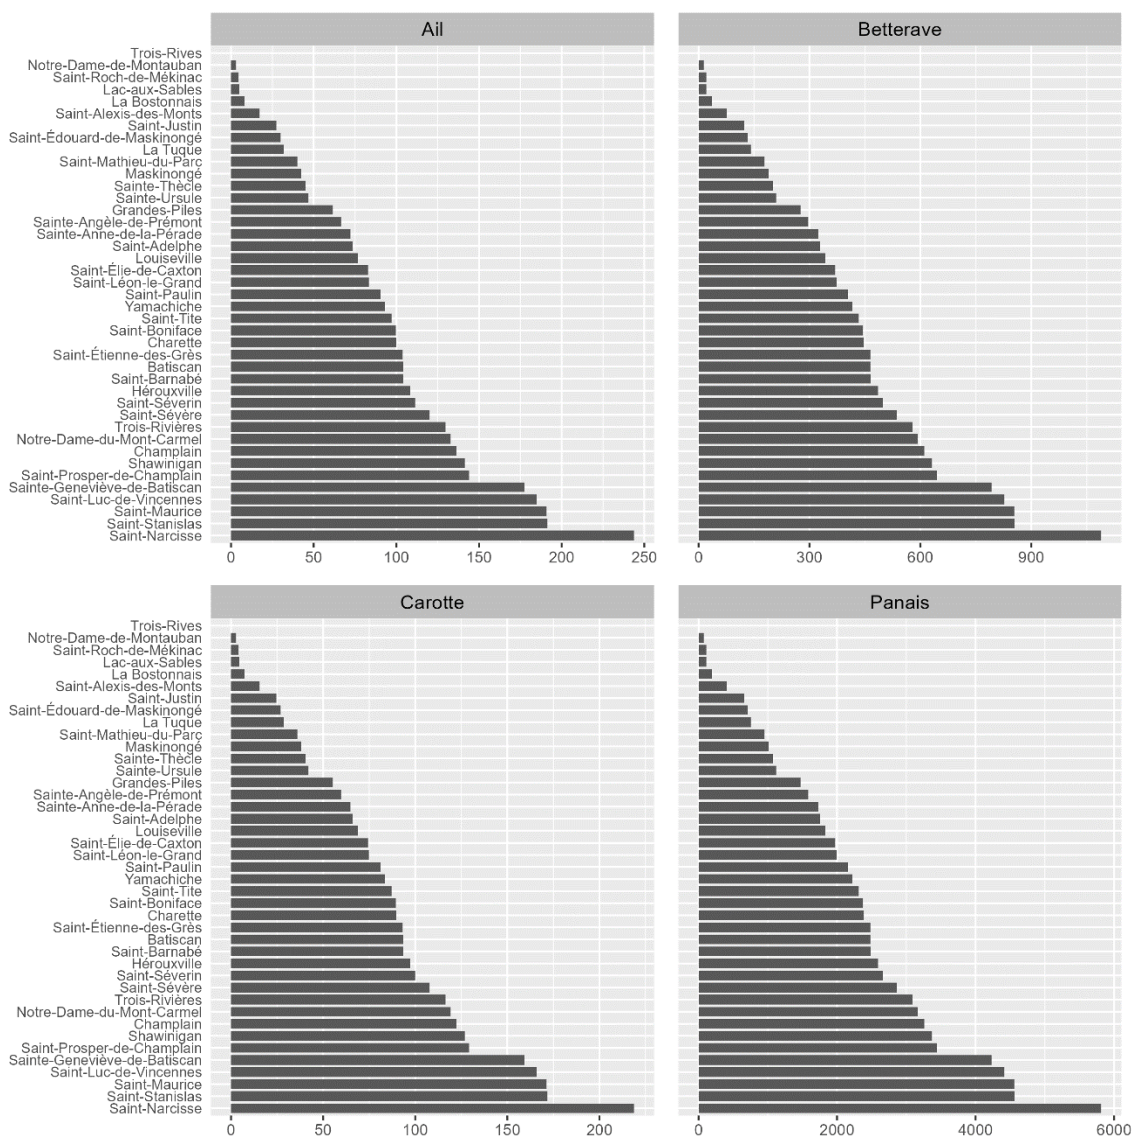 Ail
Betterave
Trois-Rives
Notre-Dame-de-Montauban
Saint-Roch-de-Mékinac
Lac-aux-Sables
La Bostonnais
Saint-Alexis-des-Monts
Saint-Justin
Saint-Édouard-de-Maskinongé
La Tuque
Saint-Mathieu-du-Parc
Maskinongé
Sainte-Thècle
Sainte-Ursule
Grandes-Piles
Sainte-Angèle-de-Prémont
Sainte-Anne-de-la-Pérade
Saint-Adelphe
Louiseville
Saint-Élie-de-Caxton
Saint-Léon-le-Grand
Saint-Paulin
Yamachiche
Saint-Tite
Saint-Boniface
Charette
Saint-Étienne-des-Grès
Batiscan
Saint-Barnabé
Hérouxville
Saint-Séverin
Saint-Sévère
Trois-Rivières
Notre-Dame-du-Mont-Carmel
Champlain
Shawinigan
Saint-Prosper-de-Champlain
Sainte-Geneviève-de-Batiscan
Saint-Luc-de-Vincennes
Saint-Maurice
Saint-Stanislas
Saint-Narcisse
0 50 100 150 200 250
0 300 600 900
Carotte
Panais
Trois-Rives
Notre-Dame-de-Montauban
Saint-Roch-de-Mékinac
Lac-aux-Sables
La Bostonnais
Saint-Alexis-des-Monts
Saint-Justin
Saint-Édouard-de-Maskinongé
La Tuque
Saint-Mathieu-du-Parc
Maskinongé
Sainte-Thècle
Sainte-Ursule
Grandes-Piles
Sainte-Angèle-de-Prémont
Sainte-Anne-de-la-Pérade
Saint-Adelphe
Louiseville
Saint-Élie-de-Caxton
Saint-Léon-le-Grand
Saint-Paulin
Yamachiche
Saint-Tite
Saint-Boniface
Charette
Saint-Étienne-des-Grès
Batiscan
Saint-Barnabé
Hérouxville
Saint-Séverin
Saint-Sévère
Trois-Rivières
Notre-Dame-du-Mont-Carmel
Champlain
Shawinigan
Saint-Prosper-de-Champlain
Sainte-Geneviève-de-Batiscan
Saint-Luc-de-Vincennes
Saint-Maurice
Saint-Stanislas
Saint-Narcisse
0 50 100 150 200
0 2000 4000 6000